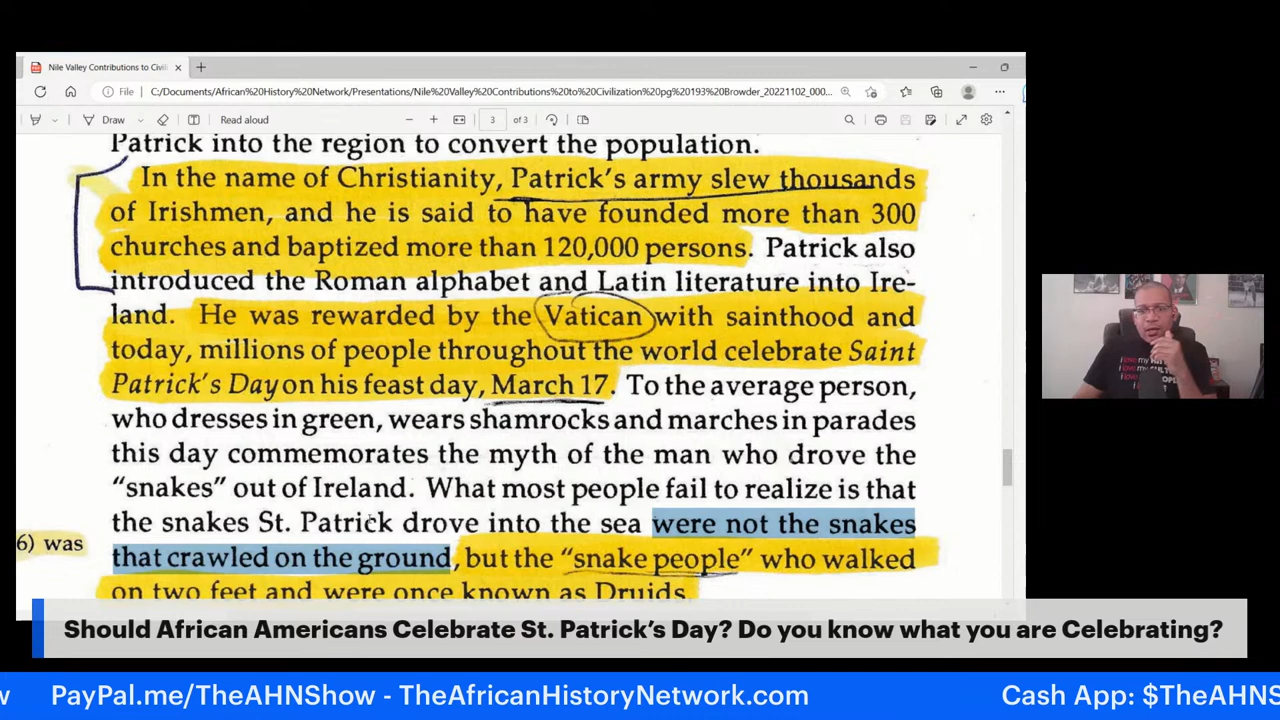 Nile Valley Contributions to Civili
File
C:/Documents/African%20History%20Network/Presentations/Nile%20Valley%20Contributions%20to%20Civilization%20pg%20193%20Browder_20221102_000...
Draw
Read aloud
3 of 3
Patrick into the region to convert the population.
In the name of Christianity, Patrick's army slew thousands
of Irishmen, and he is said to have founded more than 300
churches and baptized more than 120,000 persons. Patrick also
introduced the Roman alphabet and Latin literature into Ire-
land. He was rewarded by the Vatican with sainthood and
today, millions of people throughout the world celebrate Saint
Patrick's Day on his feast day, March 17. To the average person,
who dresses in green, wears shamrocks and marches in parades
this day commemorates the myth of the man who drove the
“snakes” out of Ireland. What most people fail to realize is that
the snakes St. Patrick drove into the sea were not the snakes
that crawled on the ground, but the “snake people” who walked
6) was
on two feet and were once known as Druids.
Should African Americans Celebrate St. Patrick's Day? Do you know what you are Celebrating?
w PayPal.me/TheAHNShow - TheAfricanHistoryNetwork.com Cash App: $TheAHNS